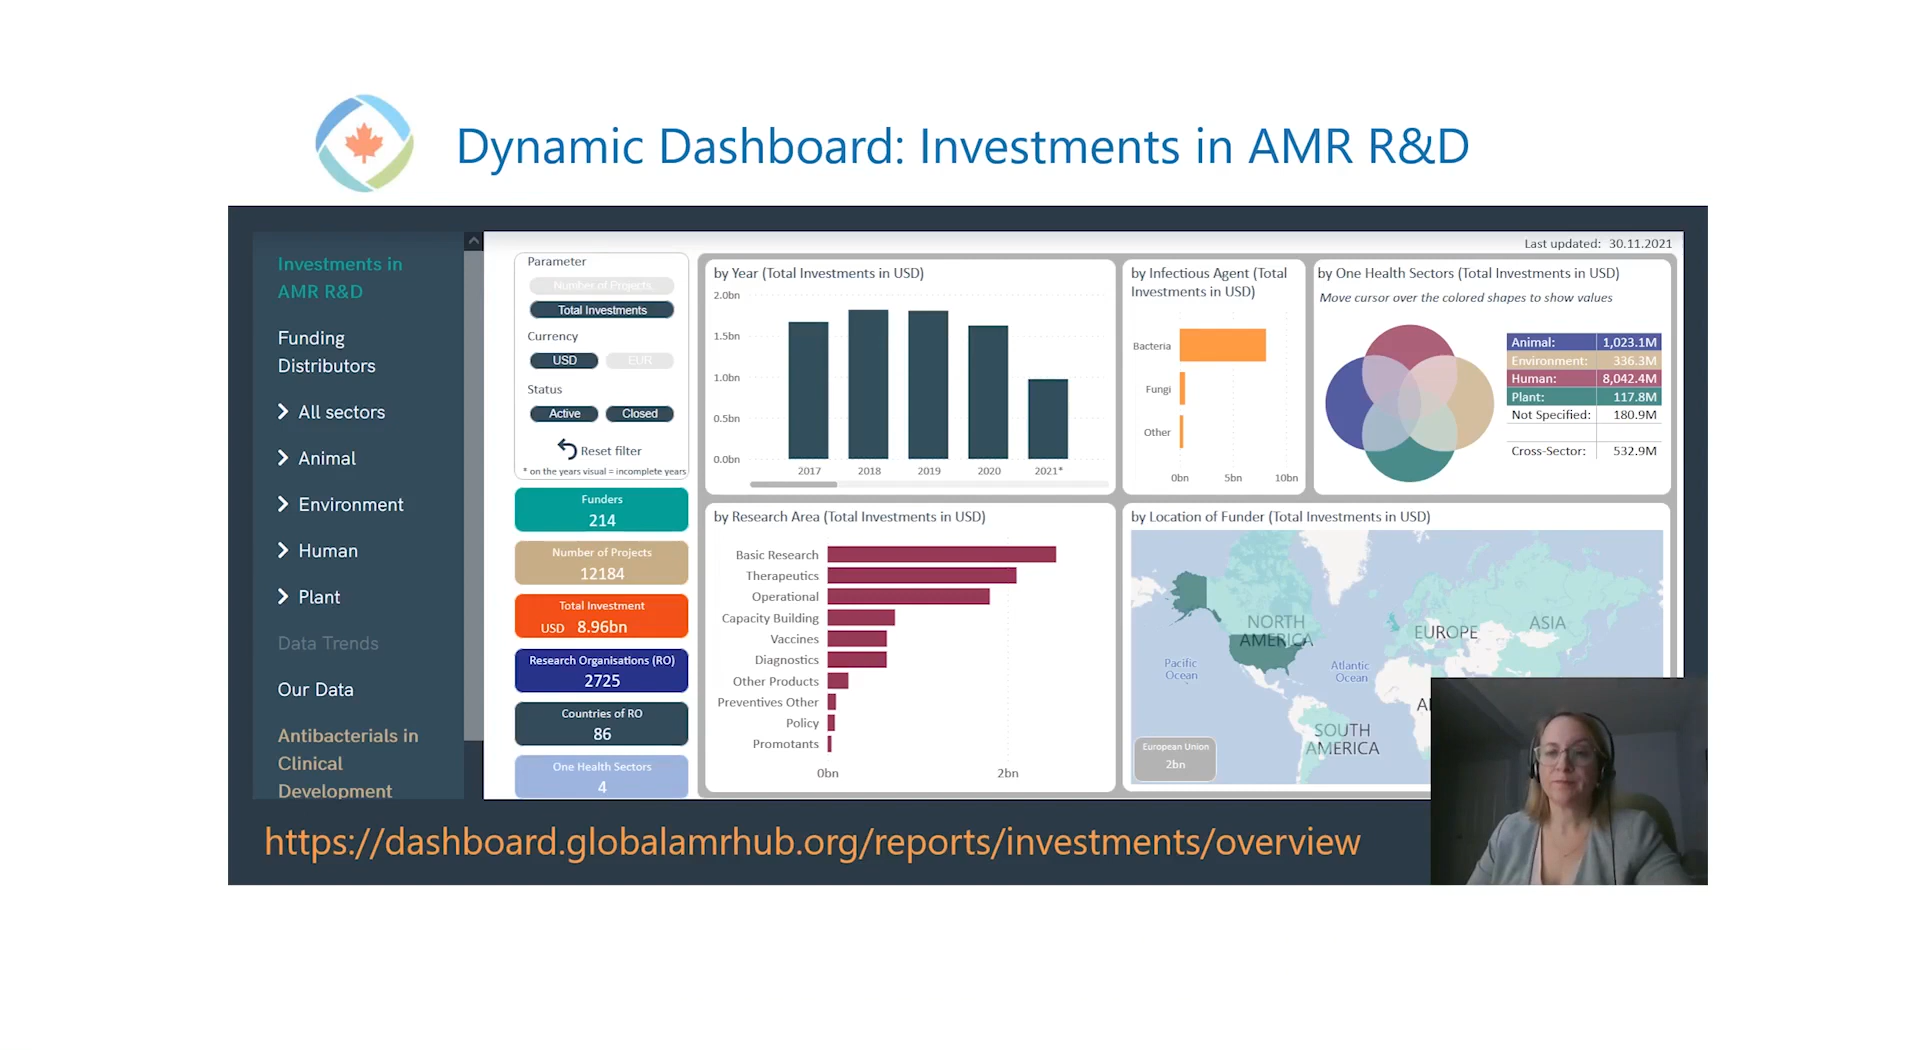 Dynamic Dashboard: Investments in AMR R&D
Investments in
AMR R&D
Funding
Distributors
All sectors
Animal
Environment
Human
Plant
Data Trends
Our Data
Antibacterials in
Clinical
Development
Last updated: 30.11.2021
Parameter
Number of Projects
Total Investments
Currency
USD EUR
Status
Active Closed
Reset filter
* on the years visual = incomplete years
Funders
214
Number of Projects
12184
Total Investment
USD 8.96bn
Research Organisations (RO)
2725
Countries of RO
86
One Health Sectors
4
by Year (Total Investments in USD)
2.0bn
1.5bn
1.0bn
0.5bn
0.0bn
2017 2018 2019 2020 2021*
by Infectious Agent (Total
Investments in USD)
Bacteria
Fungi
Other
0bn 5bn 10bn
by One Health Sectors (Total Investments in USD)
Move cursor over the colored shapes to show values
Animal: 1,023.1M
Environment: 336.3M
Human: 8,042.4M
Plant: 117.8M
Not Specified: 180.9M
Cross-Sector: 532.9M
by Research Area (Total Investments in USD)
Basic Research
Therapeutics
Operational
Capacity Building
Vaccines
Diagnostics
Other Products
Preventives Other
Policy
Promotants
0bn 2bn
by Location of Funder (Total Investments in USD)
NORTH
AMERICA
EUROPE
ASIA
Pacific
Ocean
Atlantic
Ocean
SOUTH
AMERICA
European Union
2bn
https://dashboard.globalamrhub.org/reports/investments/overview